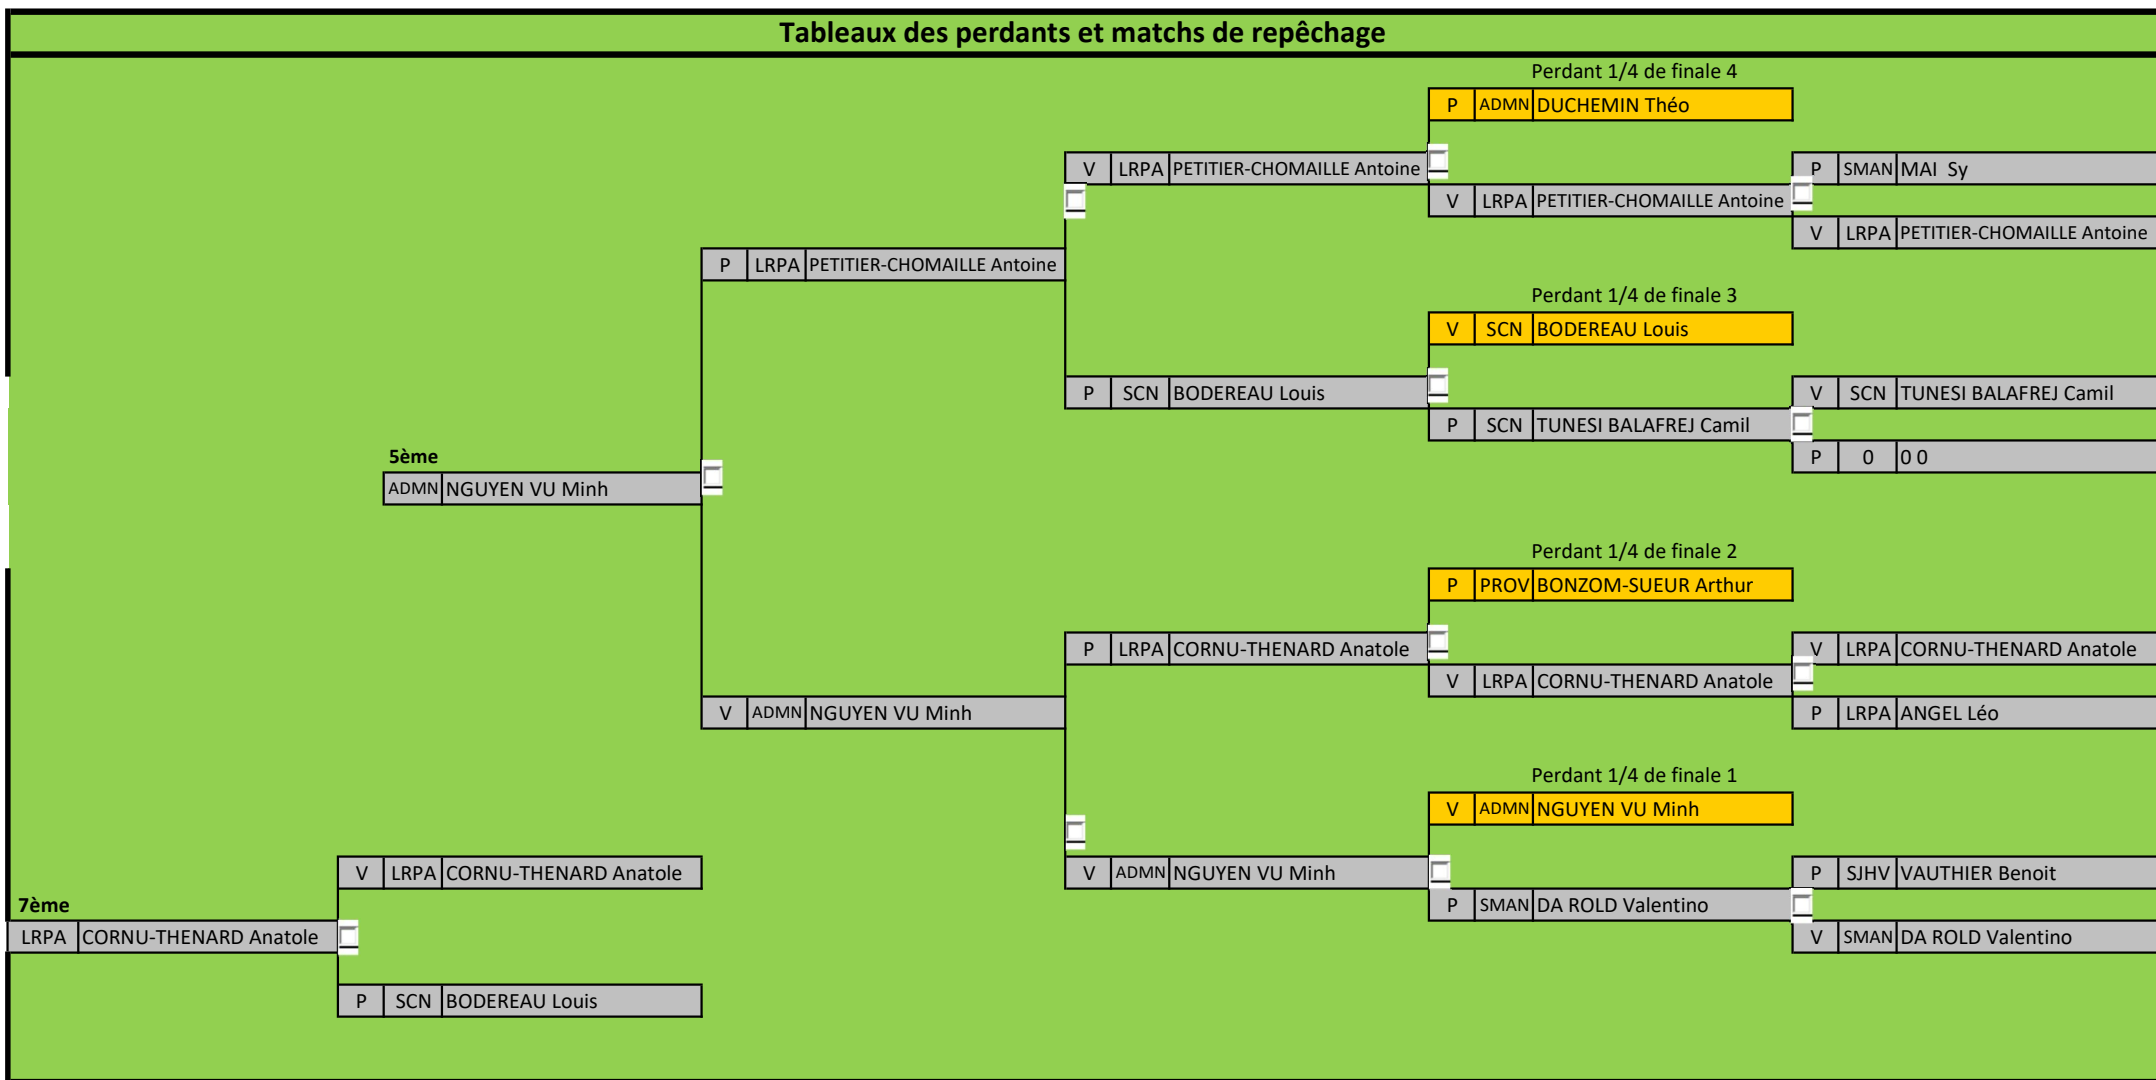 Tableaux des perdants et matchs de repêchage
Perdant 1/4 de finale 4
P ADMN DUCHEMIN Théo
V LRPA PETITIER-CHOMAILLE Antoine
P SMAN MAI  Sy
V LRPA PETITIER-CHOMAILLE Antoine
V LRPA PETITIER-CHOMAILLE Antoine
P LRPA PETITIER-CHOMAILLE Antoine
Perdant 1/4 de finale 3
V SCN BODEREAU Louis
P SCN BODEREAU Louis
V SCN TUNESI BALAFREJ Camil
P SCN TUNESI BALAFREJ Camil
5ème
P 0 0 0
ADMN NGUYEN VU Minh
Perdant 1/4 de finale 2
P PROV BONZOM-SUEUR Arthur
P LRPA CORNU-THENARD Anatole
V LRPA CORNU-THENARD Anatole
V LRPA CORNU-THENARD Anatole
V ADMN NGUYEN VU Minh
P LRPA ANGEL Léo
Perdant 1/4 de finale 1
V ADMN NGUYEN VU Minh
V LRPA CORNU-THENARD Anatole
V ADMN NGUYEN VU Minh
P SJHV VAUTHIER Benoit
7ème
P SMAN DA ROLD Valentino
LRPA CORNU-THENARD Anatole
V SMAN DA ROLD Valentino
P SCN BODEREAU Louis